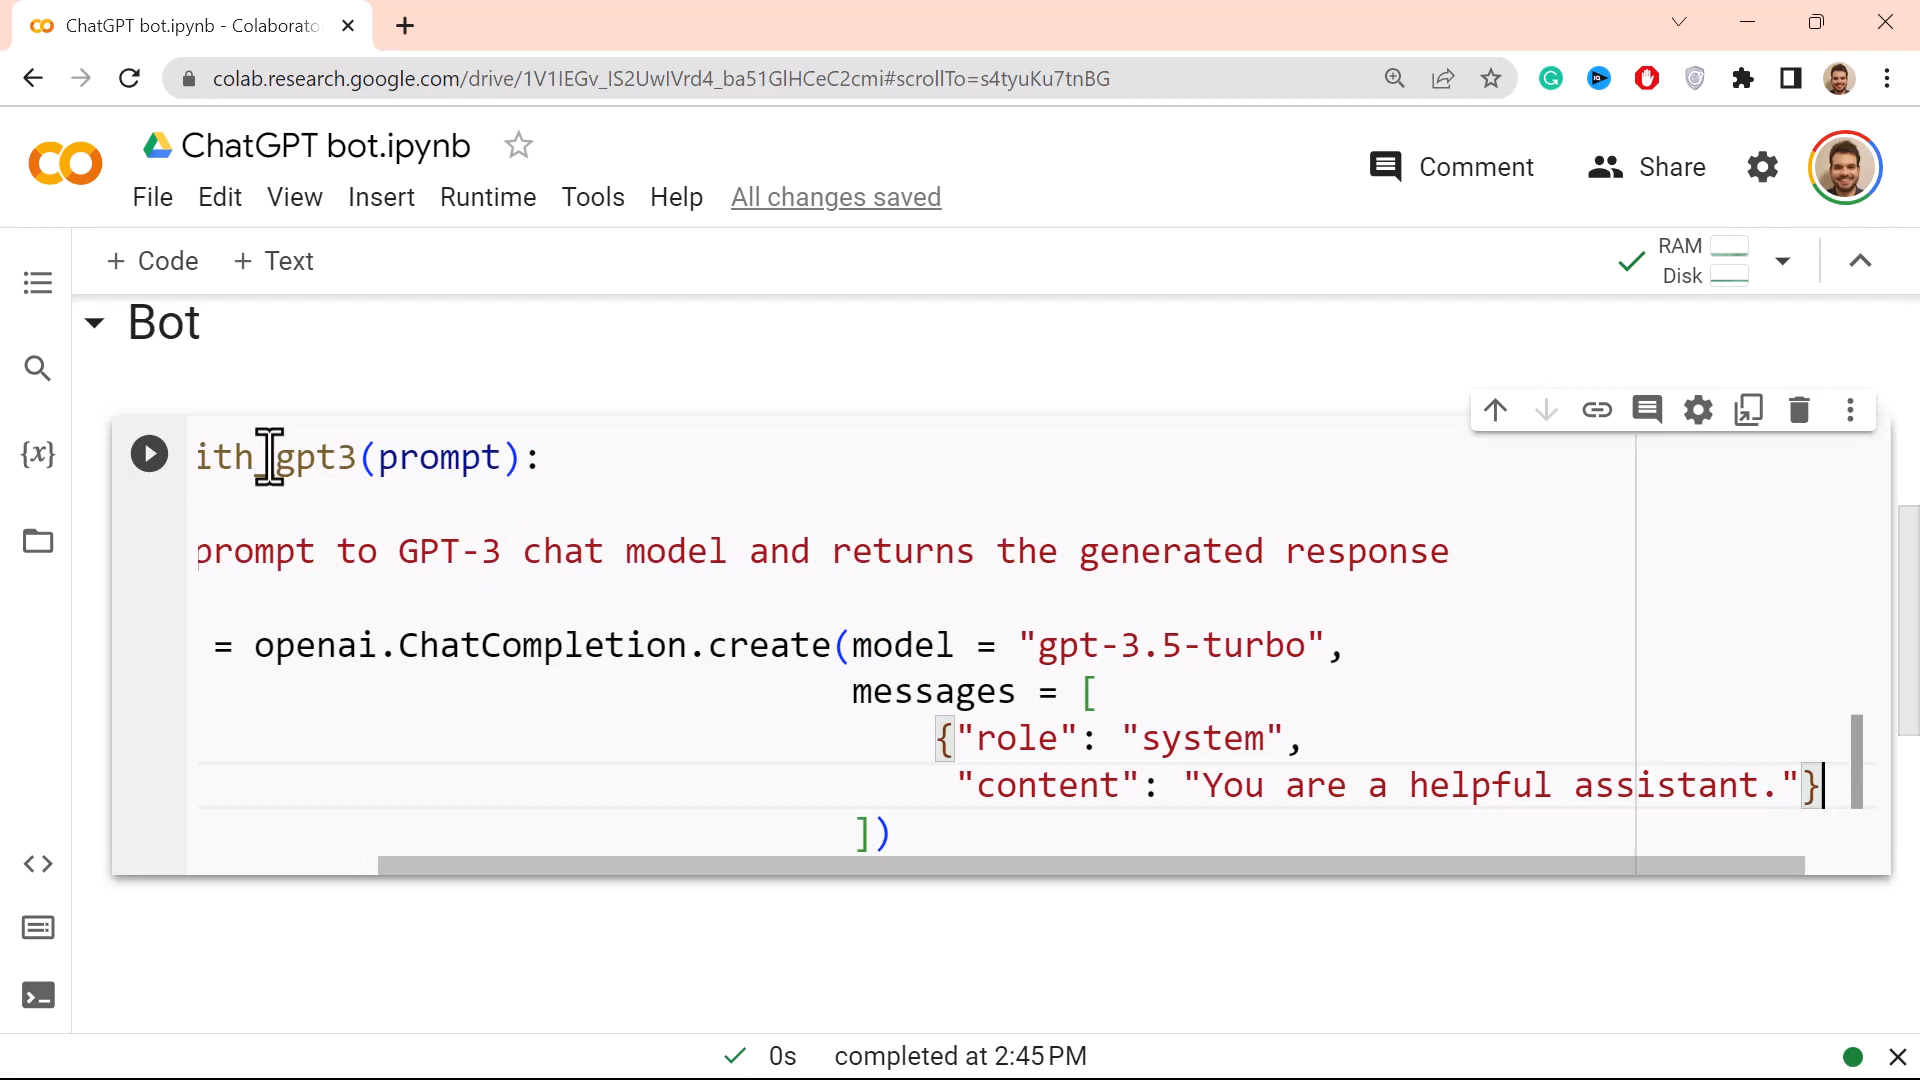 ChatGPT bot.ipynb - Colaborato
colab.research.google.com/drive/1V1IEGv_IS2UwIVrd4_ba51GlHCeC2cmi#scrollTo=s4tyuKu7tnBG
ChatGPT bot.ipynb
Comment
Share
File Edit View Insert Runtime Tools Help All changes saved
+ Code + Text
RAM
Disk
Bot
ith_gpt3(prompt):
prompt to GPT-3 chat model and returns the generated response
= openai.ChatCompletion.create(model = "gpt-3.5-turbo",
messages = [
{"role": "system",
"content": "You are a helpful assistant."}
])
{x}
0s completed at 2:45 PM